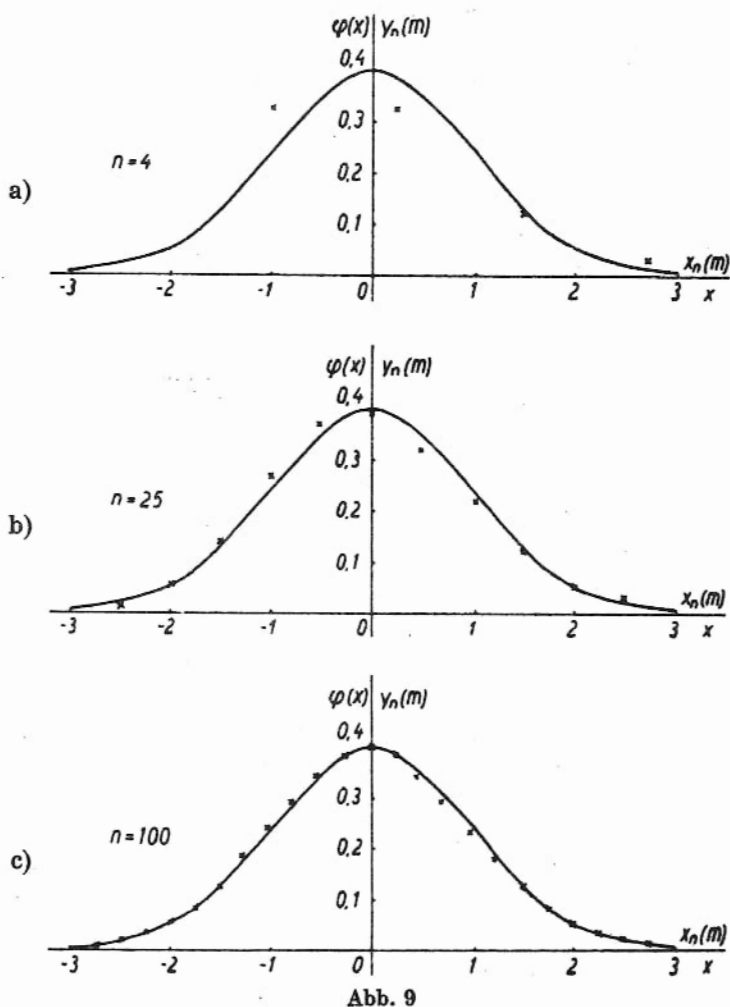 φ(x) yₙ(m)
0,4
0,3
n=4
0,2
a)
0,1
xₙ(m)
-3 -2 -1 0 1 2 3 x
φ(x) yₙ(m)
0,4
0,3
n=25
0,2
b)
0,1
xₙ(m)
-3 -2 -1 0 1 2 3 x
φ(x) yₙ(m)
0,4
0,3
n=100
0,2
c)
0,1
xₙ(m)
-3 -2 -1 0 1 2 3 x
Abb. 9